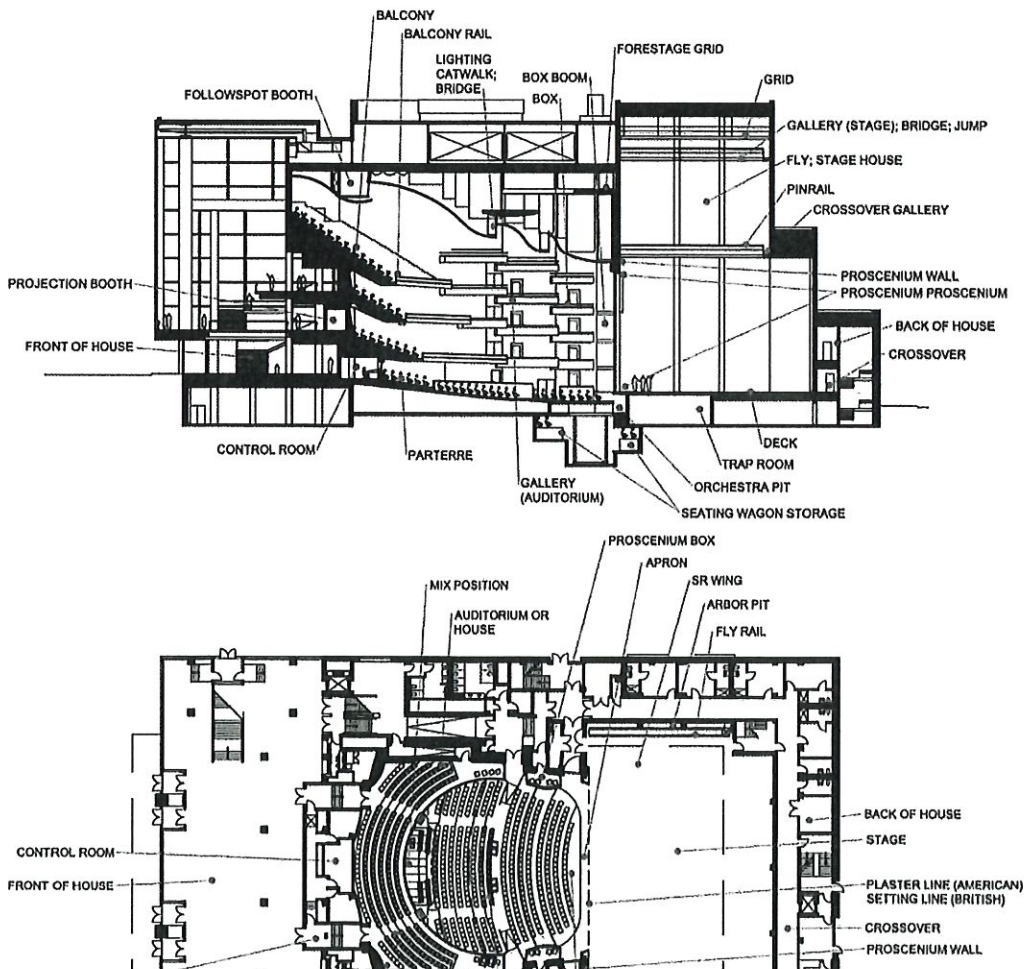 BALCONY
BALCONY RAIL
LIGHTING
CATWALK;
BRIDGE
FORESTAGE GRID
BOX BOOM
BOX
GRID
FOLLOWSPOT BOOTH
GALLERY (STAGE); BRIDGE; JUMP
FLY; STAGE HOUSE
PINRAIL
CROSSOVER GALLERY
PROJECTION BOOTH
PROSCENIUM WALL
PROSCENIUM PROSCENIUM
BACK OF HOUSE
FRONT OF HOUSE
CROSSOVER
CONTROL ROOM
PARTERRE
DECK
TRAP ROOM
GALLERY
(AUDITORIUM)
ORCHESTRA PIT
SEATING WAGON STORAGE
PROSCENIUM BOX
APRON
MIX POSITION
SR WING
ARBOR PIT
AUDITORIUM OR
HOUSE
FLY RAIL
BACK OF HOUSE
STAGE
CONTROL ROOM
FRONT OF HOUSE
PLASTER LINE (AMERICAN)
SETTING LINE (BRITISH)
CROSSOVER
PROSCENIUM WALL